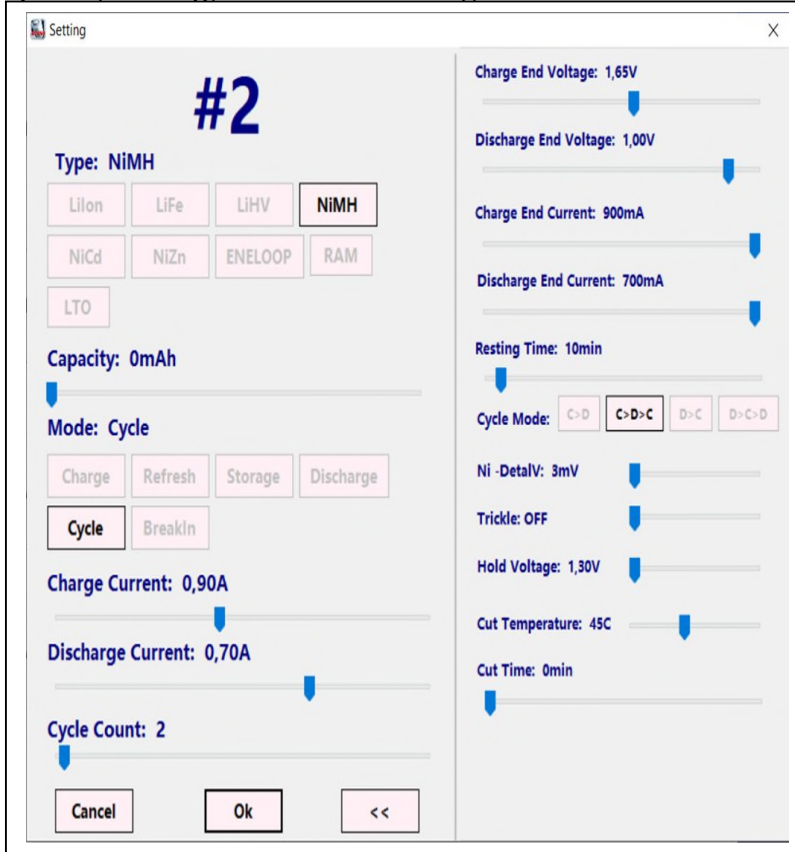 Setting
X
#2
Type: NiMH
LiIon LiFe LiHV NiMH
NiCd NiZn ENELOOP RAM
LTO
Capacity: 0mAh
Mode: Cycle
Charge Refresh Storage Discharge
Cycle BreakIn
Charge Current: 0,90A
Discharge Current: 0,70A
Cycle Count: 2
Cancel Ok <<
Charge End Voltage: 1,65V
Discharge End Voltage: 1,00V
Charge End Current: 900mA
Discharge End Current: 700mA
Resting Time: 10min
Cycle Mode: C>D C>D>C D>C D>C>D
Ni -DetalV: 3mV
Trickle: OFF
Hold Voltage: 1,30V
Cut Temperature: 45C
Cut Time: 0min